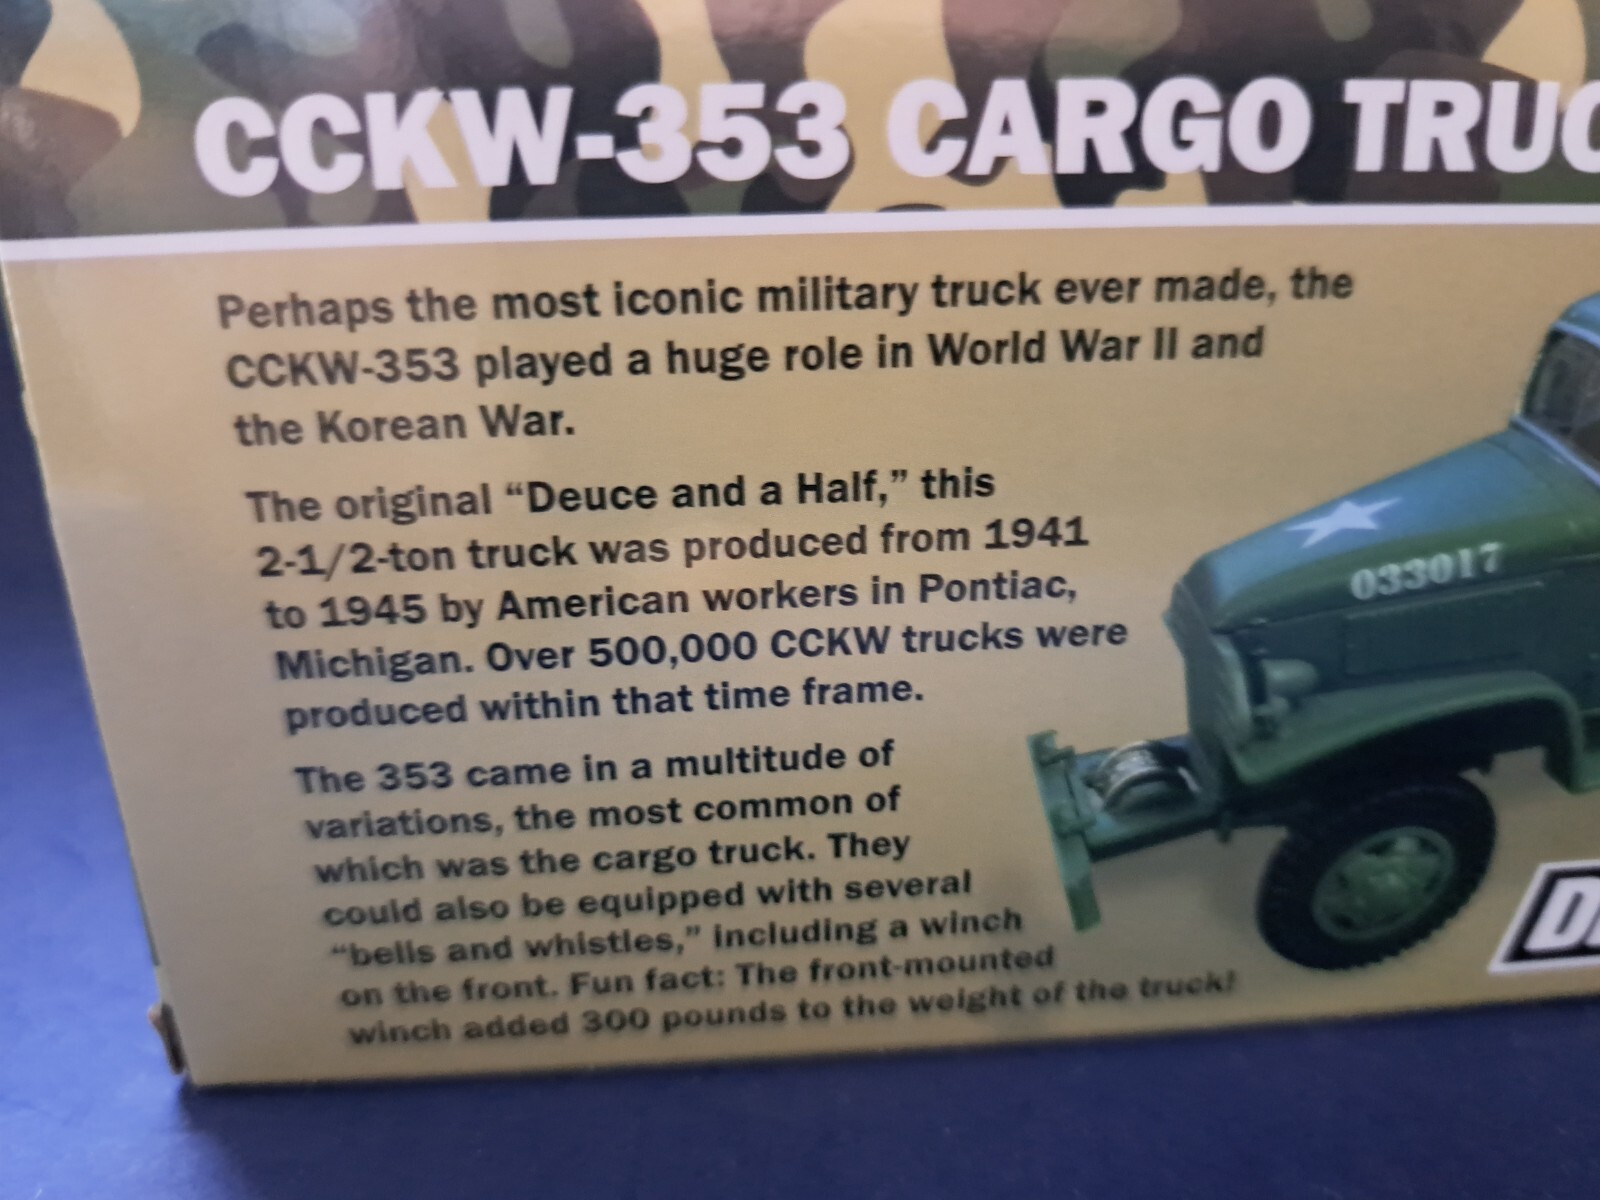 CCKW-353 CARGO TRUC
Perhaps the most iconic military truck ever made, the
CCKW-353 played a huge role in World War II and
the Korean War.
The original “Deuce and a Half,” this
2-1/2-ton truck was produced from 1941
to 1945 by American workers in Pontiac,
Michigan. Over 500,000 CCKW trucks were
produced within that time frame.
The 353 came in a multitude of
variations, the most common of
which was the cargo truck. They
could also be equipped with several
“bells and whistles,” including a winch
on the front. Fun fact: The front-mounted
winch added 300 pounds to the weight of the truck!
033017